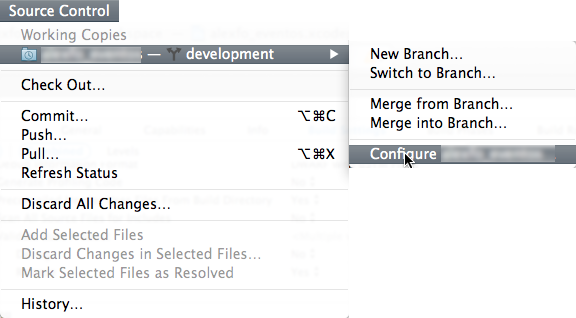 Source Control
Working Copies
— development
Check Out...
Commit... ⌥⌘C
Push...
Pull... ⌥⌘X
Refresh Status
Discard All Changes...
Add Selected Files
Discard Changes in Selected Files...
Mark Selected Files as Resolved
History...
New Branch...
Switch to Branch...
Merge from Branch...
Merge into Branch...
Configure